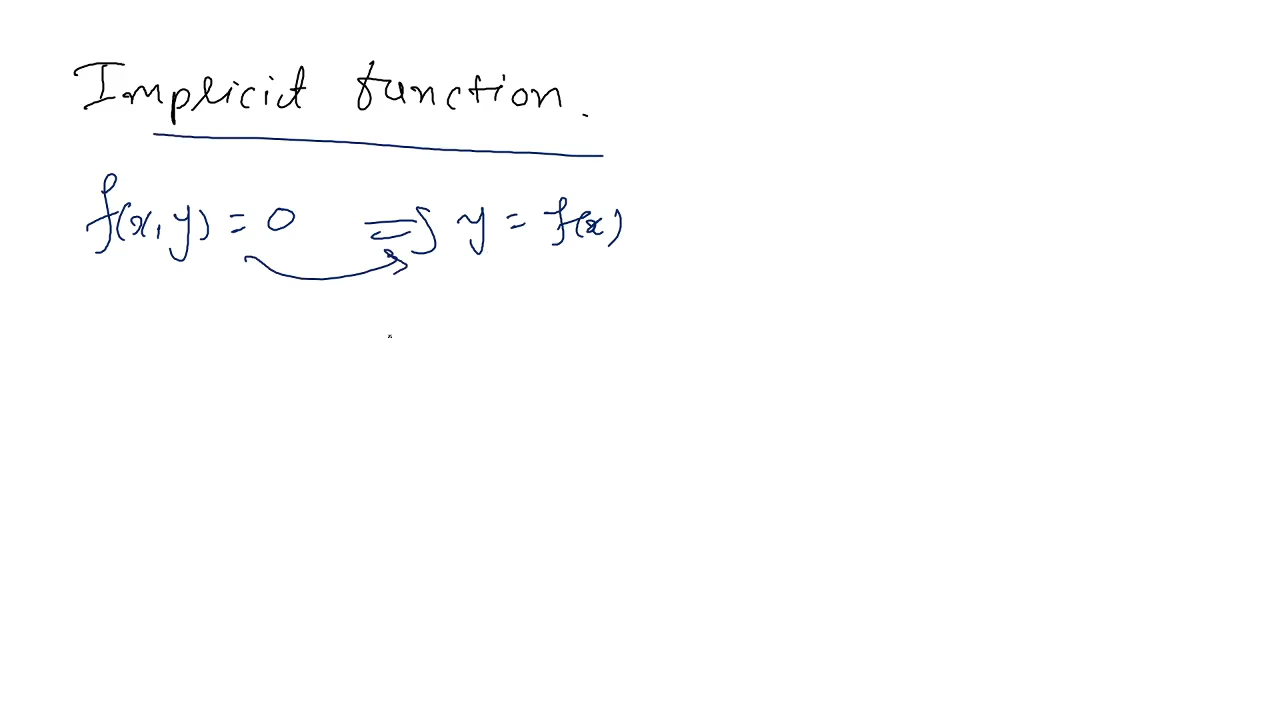 Implicit function.
f(x, y) = 0 ⇒ y = f(x)